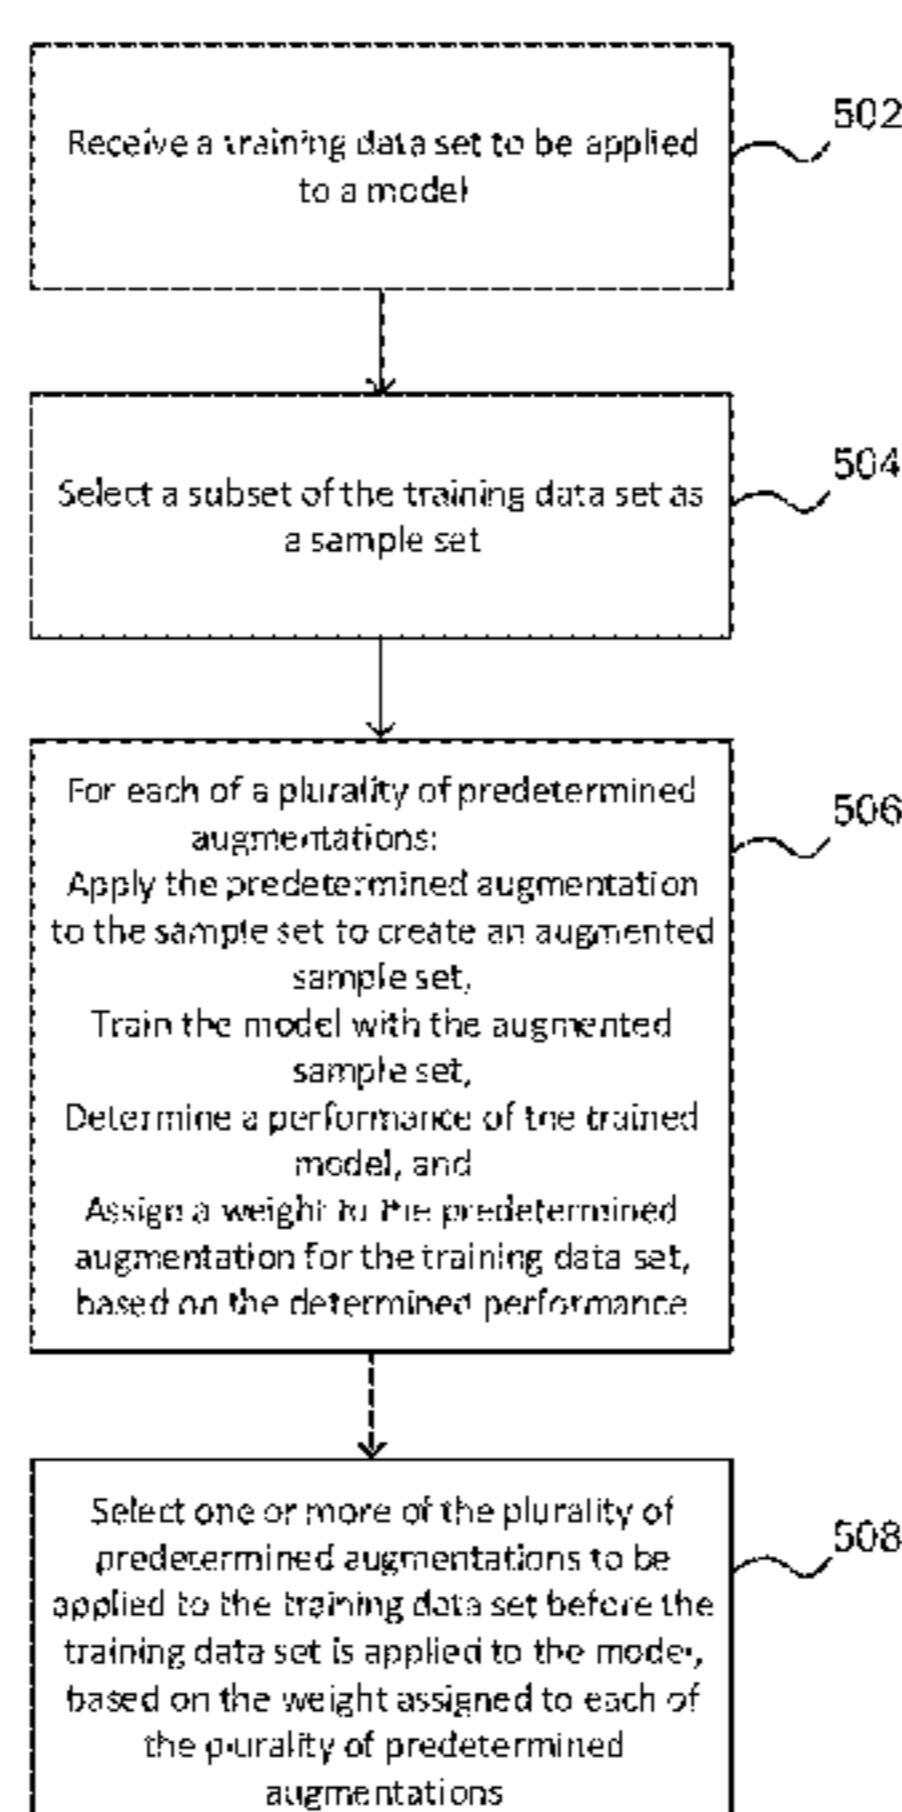 Receive a training data set to be applied
to a model
502
Select a subset of the training data set as
a sample set
504
For each of a plurality of predetermined
augmentations:
Apply the predetermined augmentation
to the sample set to create an augmented
sample set,
Train the model with the augmented
sample set,
Determine a performance of the trained
model, and
Assign a weight to the predetermined
augmentation for the training data set,
based on the determined performance
506
Select one or more of the plurality of
predetermined augmentations to be
applied to the training data set before the
training data set is applied to the model,
based on the weight assigned to each of
the plurality of predetermined
augmentations
508